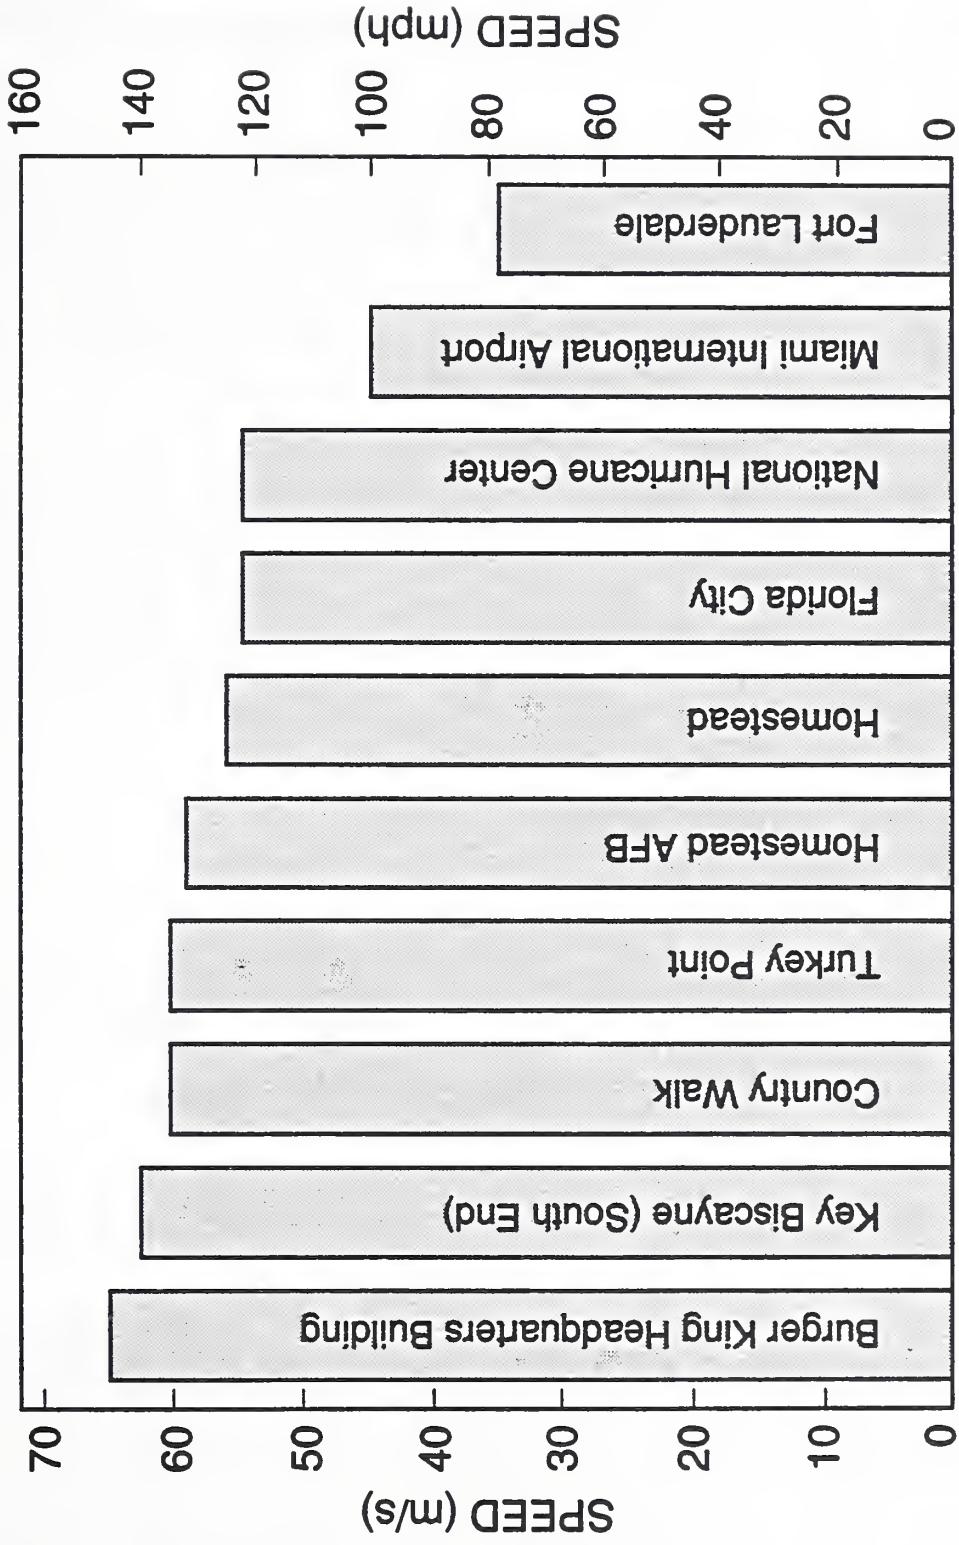 SPEED (m/s)
0
10
20
30
40
50
60
70
Burger King Headquarters Building
Key Biscayne (South End)
Country Walk
Turkey Point
Homestead AFB
Homestead
Florida City
National Hurricane Center
Miami International Airport
Fort Lauderdale
0
20
40
60
80
100
120
140
160
SPEED (mph)